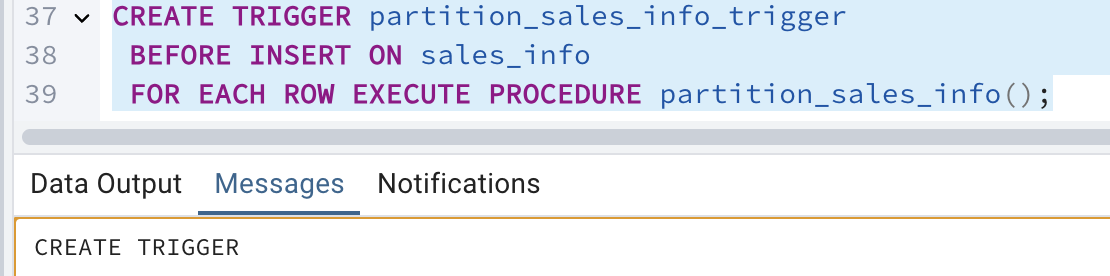 37 CREATE TRIGGER partition_sales_info_trigger
38 BEFORE INSERT ON sales_info
39 FOR EACH ROW EXECUTE PROCEDURE partition_sales_info();
Data Output Messages Notifications
CREATE TRIGGER